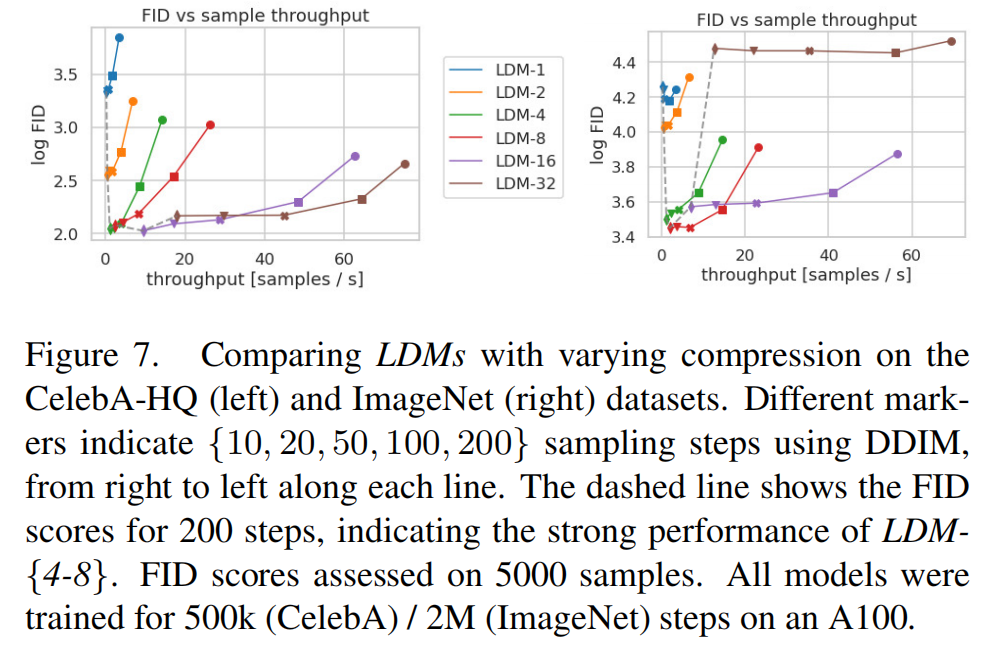 FID vs sample throughput
3.5
3.0
2.5
2.0
log FID
0
20
40
60
throughput [samples / s]
LDM-1
LDM-2
LDM-4
LDM-8
LDM-16
LDM-32
FID vs sample throughput
4.4
4.2
4.0
3.8
3.6
3.4
log FID
0
20
40
60
throughput [samples / s]
Figure 7. Comparing LDMs with varying compression on the
CelebA-HQ (left) and ImageNet (right) datasets. Different mark-
ers indicate {10, 20, 50, 100, 200} sampling steps using DDIM,
from right to left along each line. The dashed line shows the FID
scores for 200 steps, indicating the strong performance of LDM-
{4-8}. FID scores assessed on 5000 samples. All models were
trained for 500k (CelebA) / 2M (ImageNet) steps on an A100.